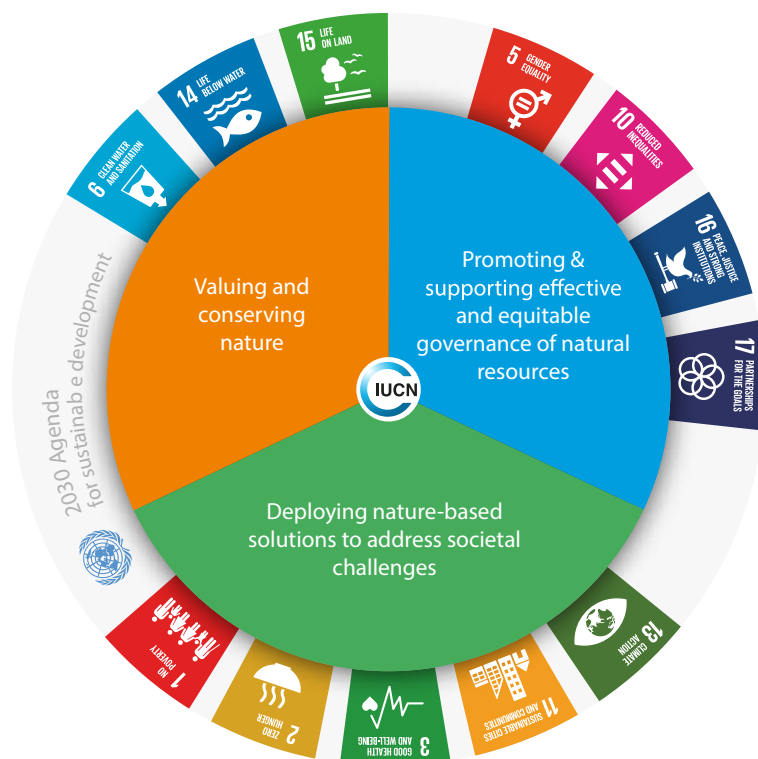 15 LIFE
ON LAND
14 LIFE
BELOW WATER
6 CLEAN WATER
AND SANITATION
5 GENDER
EQUALITY
10 REDUCED
INEQUALITIES
16 PEACE, JUSTICE
AND STRONG
INSTITUTIONS
17 PARTNERSHIPS
FOR THE GOALS
Valuing and
conserving
nature
Promoting &
supporting effective
and equitable
governance of natural
resources
IUCN
Deploying nature-based
solutions to address societal
challenges
2030 Agenda
for sustainab e development
1 NO
POVERTY
2 ZERO
HUNGER
3 GOOD HEALTH
AND WELL-BEING
11 SUSTAINABLE CITIES
AND COMMUNITIES
13 CLIMATE
ACTION